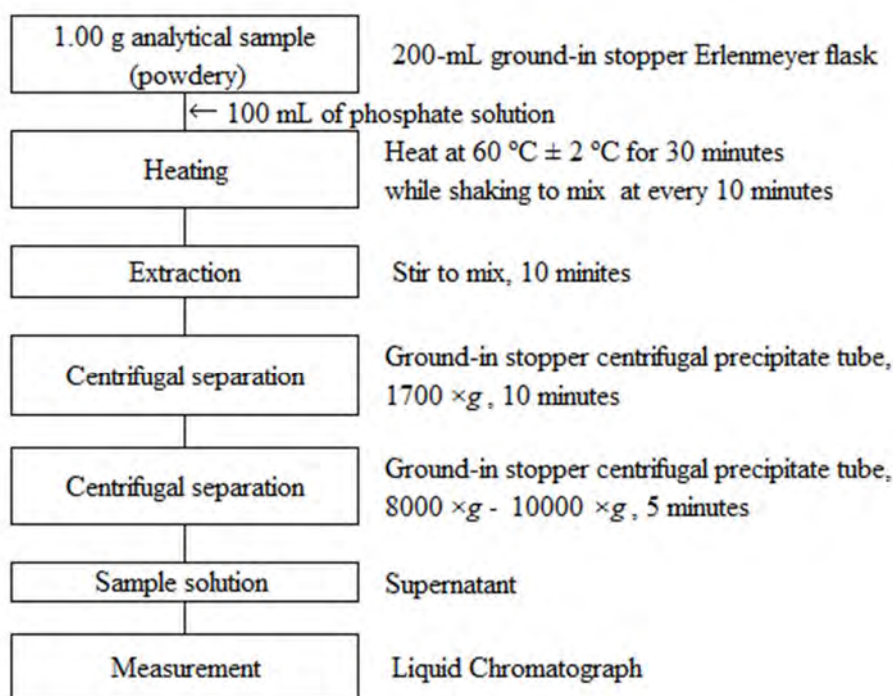 1.00 g analytical sample
(powdery)
200-mL ground-in stopper Erlenmeyer flask
← 100 mL of phosphate solution
Heating
Heat at 60 °C ± 2 °C for 30 minutes
while shaking to mix at every 10 minutes
Extraction
Stir to mix, 10 minites
Centrifugal separation
Ground-in stopper centrifugal precipitate tube,
1700 ×g , 10 minutes
Centrifugal separation
Ground-in stopper centrifugal precipitate tube,
8000 ×g - 10000 ×g , 5 minutes
Sample solution
Supernatant
Measurement
Liquid Chromatograph